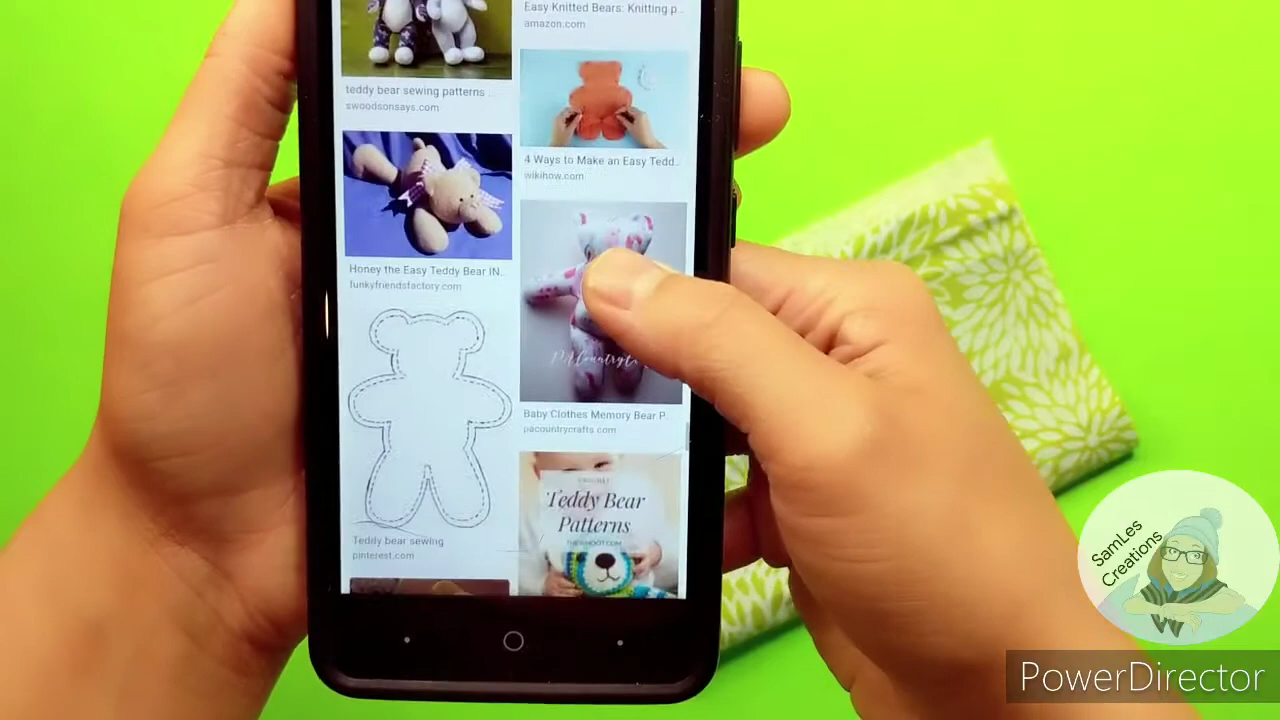 Easy Knitted Bears: Knitting p...
amazon.com
teddy bear sewing patterns ...
swoodsonsays.com
4 Ways to Make an Easy Tedd...
wikihow.com
Honey the Easy Teddy Bear IN...
funkyfriendsfactory.com
Baby Clothes Memory Bear P...
pacountrycrafts.com
CROCHET
Teddy Bear
Patterns
Teddy bear sewing
pinterest.com
SamLes
Creations
PowerDirector